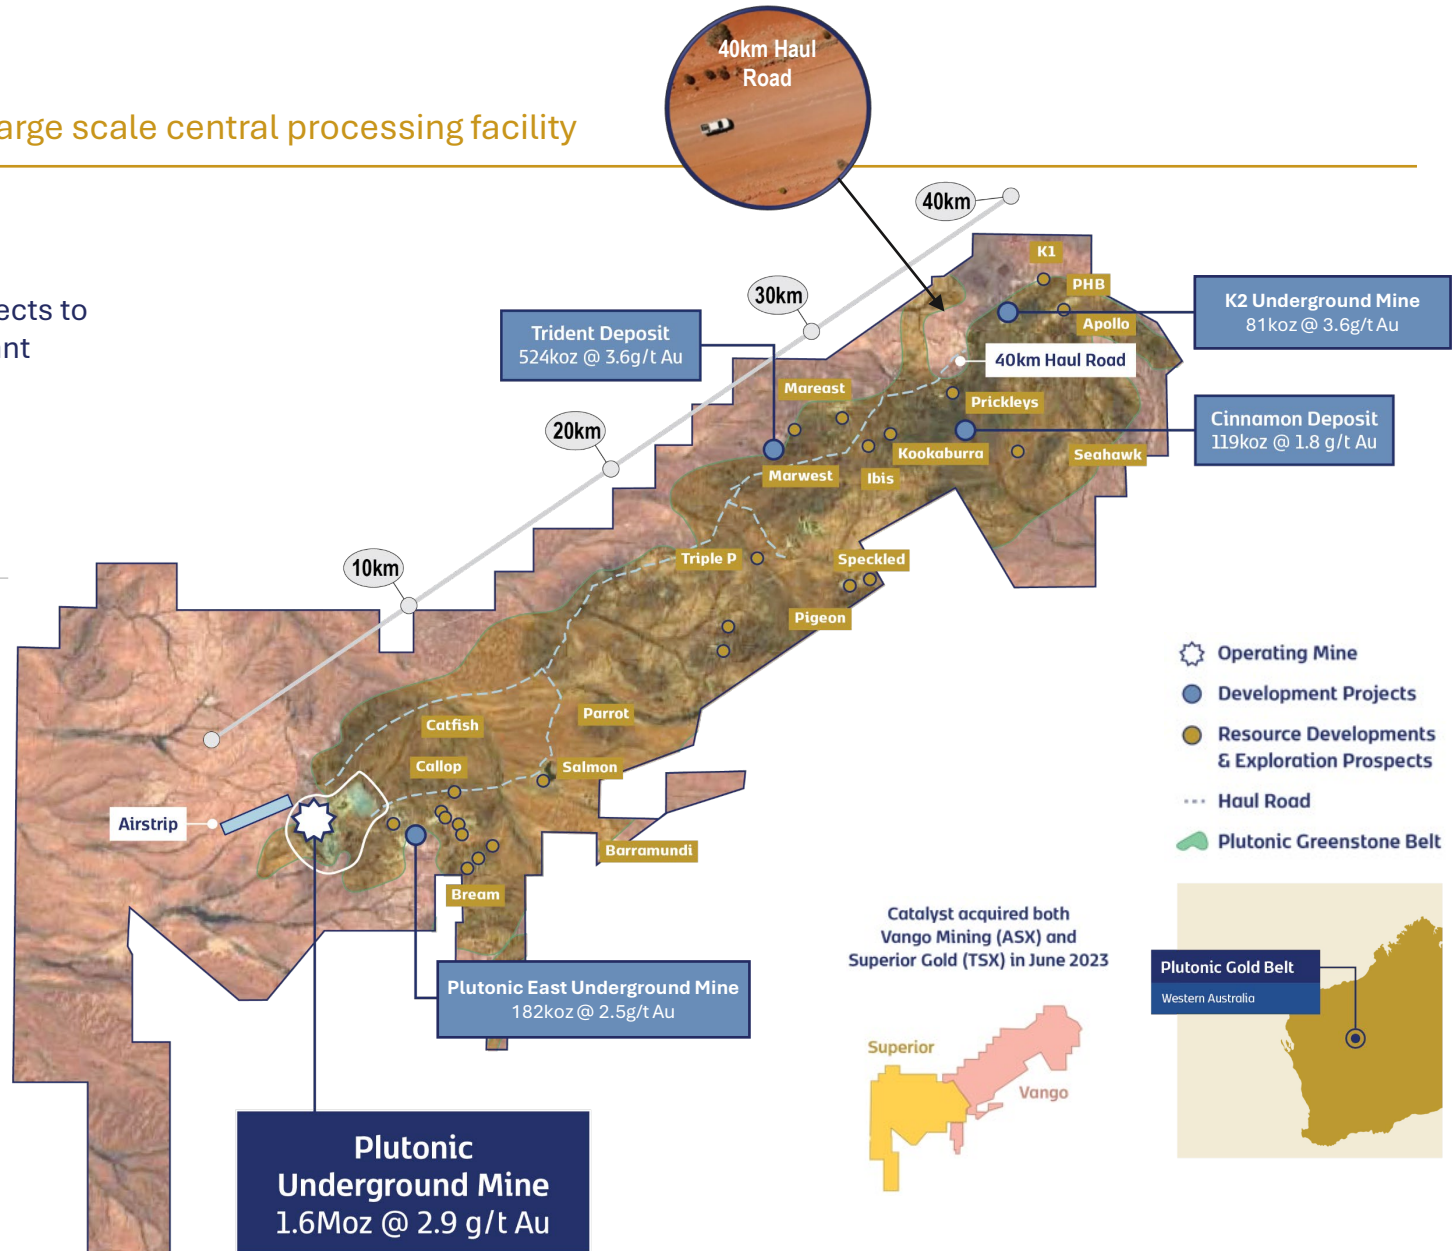 40km Haul
Road
arge scale central processing facility
ects to
ant
40km
30km
20km
10km
K1
PHB
Apollo
K2 Underground Mine
81koz @ 3.6g/t Au
Trident Deposit
524koz @ 3.6g/t Au
40km Haul Road
Mareast
Prickleys
Cinnamon Deposit
119koz @ 1.8 g/t Au
Kookaburra
Seahawk
Marwest
Ibis
Triple P
Speckled
Pigeon
Parrot
Catfish
Callop
Salmon
Airstrip
Barramundi
Bream
Operating Mine
Development Projects
Resource Developments
& Exploration Prospects
Haul Road
Plutonic Greenstone Belt
Plutonic East Underground Mine
182koz @ 2.5g/t Au
Plutonic
Underground Mine
1.6Moz @ 2.9 g/t Au
Catalyst acquired both
Vango Mining (ASX) and
Superior Gold (TSX) in June 2023
Superior
Vango
Plutonic Gold Belt
Western Australia